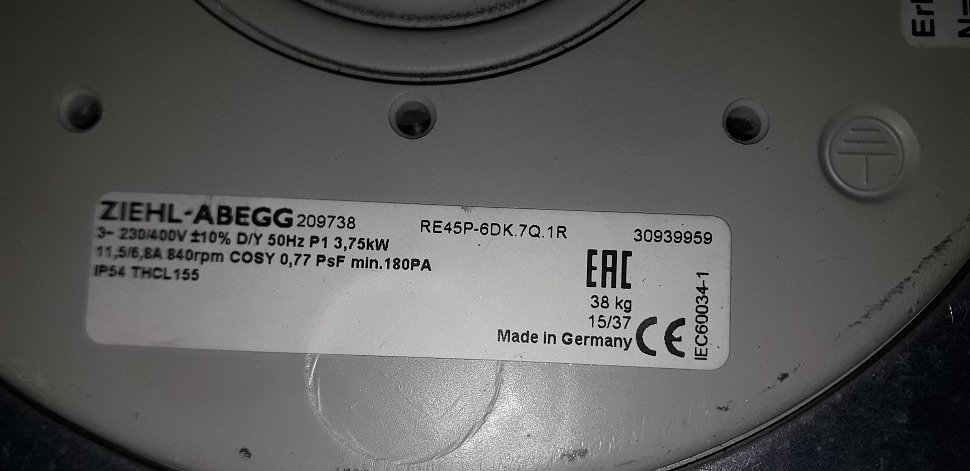 ZIEHL-ABEGG 209738 RE45P-6DK.7Q.1R 30939959
3~ 230/400V ±10% D/Y 50Hz P1 3,75kW
11,5/6,8A 840rpm COSY 0,77 PsF min.180PA
IP54 THCL155
EAC
38 kg
15/37
Made in Germany CE
IEC60034-1
Erl
N=